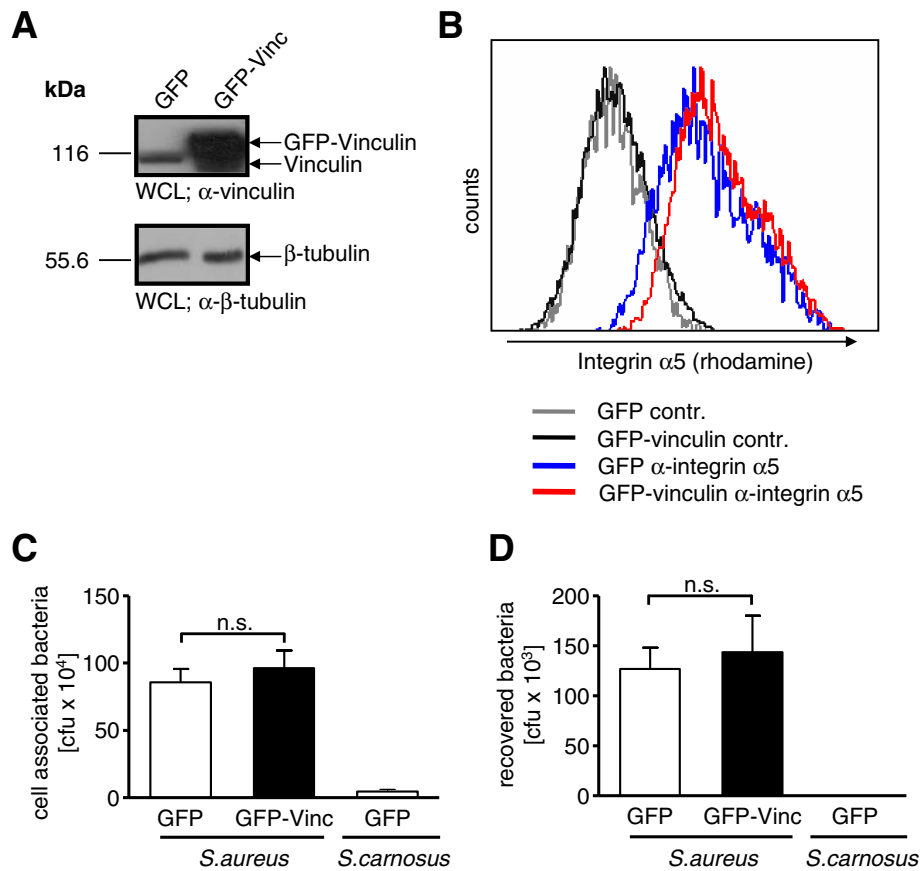 A
kDa
GFP
GFP-Vinc
116
GFP-Vinculin
Vinculin
WCL; α-vinculin
55.6
β-tubulin
WCL; α-β-tubulin
B
counts
Integrin α5 (rhodamine)
GFP contr.
GFP-vinculin contr.
GFP α-integrin α5
GFP-vinculin α-integrin α5
C
cell associated bacteria
[cfu x 10⁴]
150
100
50
0
n.s.
GFP GFP-Vinc GFP
S.aureus S.carnosus
D
recovered bacteria
[cfu x 10³]
200
150
100
50
0
n.s.
GFP GFP-Vinc GFP
S.aureus S.carnosus